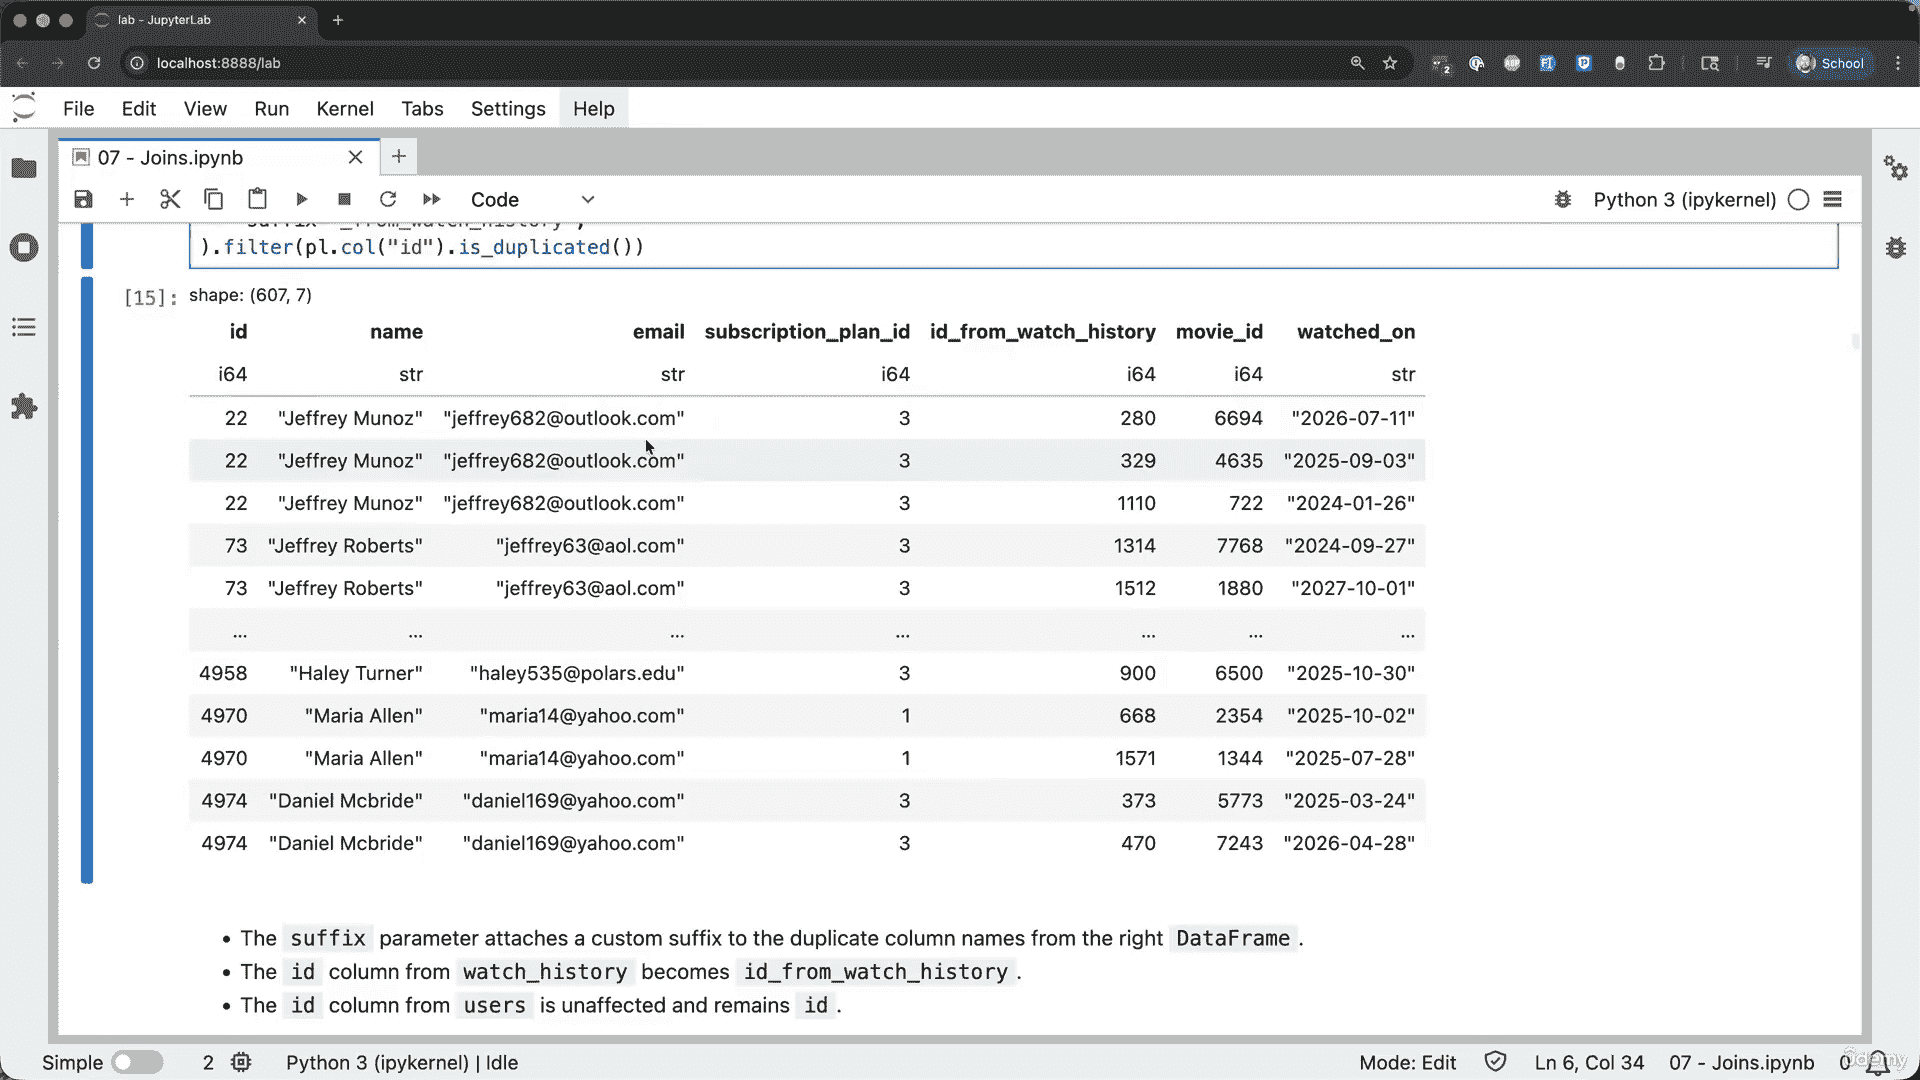 lab - JupyterLab
localhost:8888/lab
2
School
File Edit View Run Kernel Tabs Settings Help
07 - Joins.ipynb
Code
Python 3 (ipykernel)
suffix="_from_watch_history",
).filter(pl.col("id").is_duplicated())
[15]: shape: (607, 7)
id name email subscription_plan_id id_from_watch_history movie_id watched_on
i64 str str i64 i64 i64 str
22 "Jeffrey Munoz" "jeffrey682@outlook.com" 3 280 6694 "2026-07-11"
22 "Jeffrey Munoz" "jeffrey682@outlook.com" 3 329 4635 "2025-09-03"
22 "Jeffrey Munoz" "jeffrey682@outlook.com" 3 1110 722 "2024-01-26"
73 "Jeffrey Roberts" "jeffrey63@aol.com" 3 1314 7768 "2024-09-27"
73 "Jeffrey Roberts" "jeffrey63@aol.com" 3 1512 1880 "2027-10-01"
... ... ... ... ... ... ...
4958 "Haley Turner" "haley535@polars.edu" 3 900 6500 "2025-10-30"
4970 "Maria Allen" "maria14@yahoo.com" 1 668 2354 "2025-10-02"
4970 "Maria Allen" "maria14@yahoo.com" 1 1571 1344 "2025-07-28"
4974 "Daniel Mcbride" "daniel169@yahoo.com" 3 373 5773 "2025-03-24"
4974 "Daniel Mcbride" "daniel169@yahoo.com" 3 470 7243 "2026-04-28"
• The suffix parameter attaches a custom suffix to the duplicate column names from the right DataFrame.
• The id column from watch_history becomes id_from_watch_history.
• The id column from users is unaffected and remains id.
Simple 2 Python 3 (ipykernel) | Idle Mode: Edit Ln 6, Col 34 07 - Joins.ipynb 0
udemy